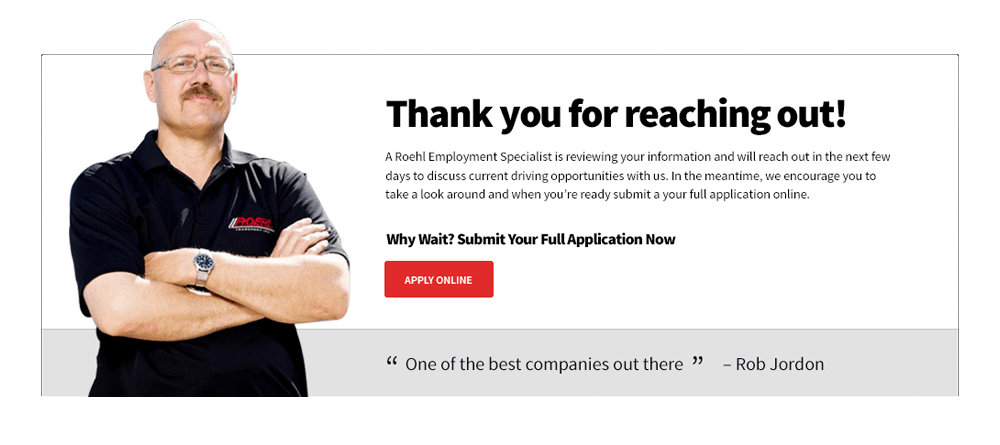 Thank you for reaching out!
A Roehl Employment Specialist is reviewing your information and will reach out in the next few
days to discuss current driving opportunities with us. In the meantime, we encourage you to
take a look around and when you're ready submit a your full application online.
ROEHL
TRANSPORT, INC.
Why Wait? Submit Your Full Application Now
APPLY ONLINE
“ One of the best companies out there ” – Rob Jordon